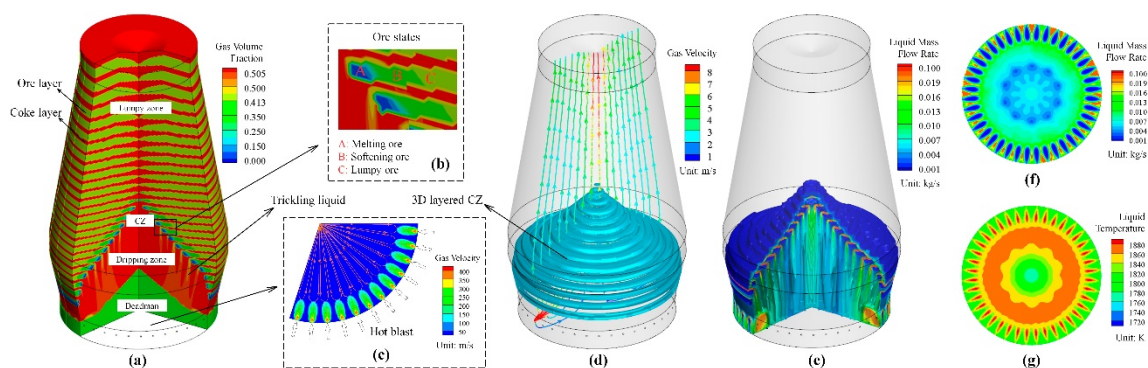 Gas Volume
Fraction
0.505
0.500
0.413
0.250
0.150
0.000
Ore layer
Coke layer
Lumpy zone
CZ
Dripping zone
Deadman
(a)
Ore states
A
B
C
A: Melting ore
B: Softening ore
C: Lumpy ore
(b)
Trickling liquid
3D layered CZ
Gas Velocity
400
350
300
250
200
150
100
50
Unit: m/s
Hot blast
(c)
Gas Velocity
8
7
6
5
4
3
2
1
Unit: m/s
(d)
Liquid Mass
Flow Rate
0.100
0.019
0.016
0.013
0.010
0.007
0.004
0.001
Unit: kg/s
(e)
Liquid Mass
Flow Rate
0.100
0.019
0.016
0.013
0.010
0.007
0.004
0.001
Unit: kg/s
(f)
Liquid
Temperature
1880
1860
1840
1820
1800
1780
1760
1740
1720
Unit: K
(g)